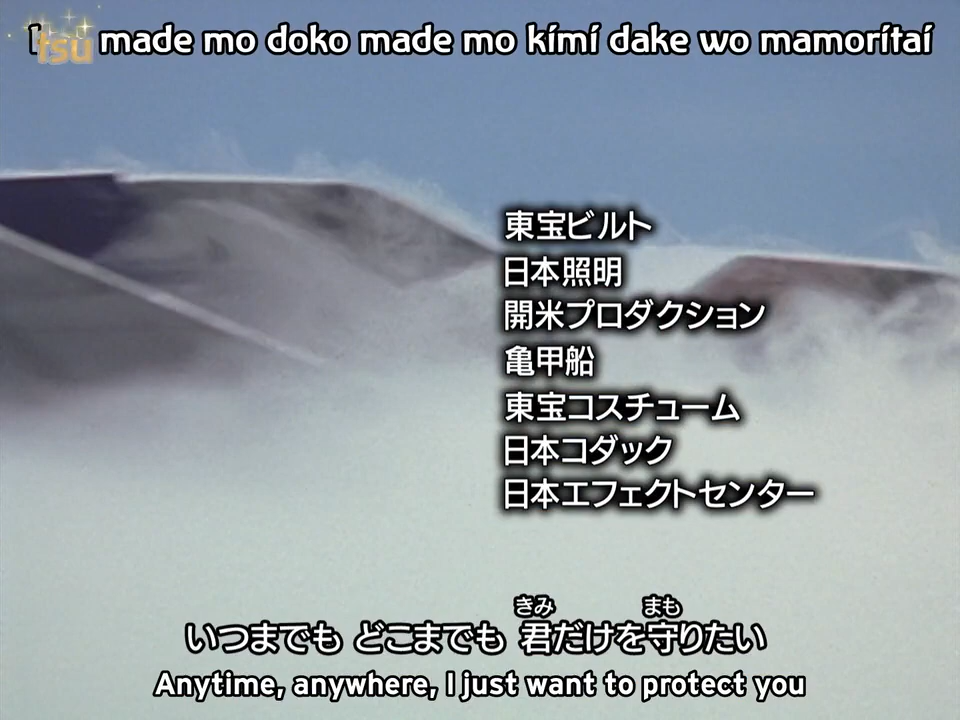 Itsu made mo doko made mo kímí dake wo mamorítaí
東宝ビルト
日本照明
開米プロダクション
亀甲船
東宝コスチューム
日本コダック
日本エフェクトセンター
きみ まも
いつまでも どこまでも 君だけを守りたい
Anytime, anywhere, I just want to protect you